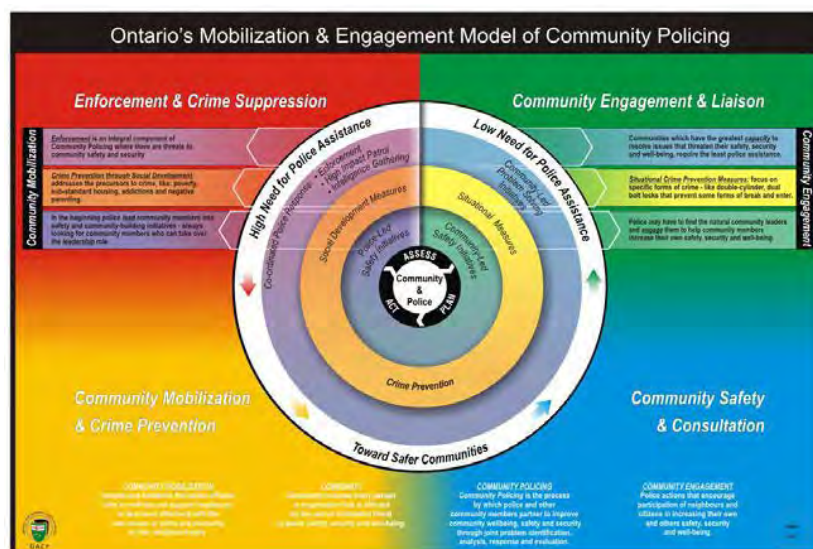 Ontario's Mobilization & Engagement Model of Community Policing
Enforcement & Crime Suppression
Community Engagement & Liaison
Community Mobilization
Enforcement is an integral component of
Community Policing where there are threats to
community safety and security
Crime Prevention through Social Development
addresses the precursors to crime, like: poverty,
sub-standard housing, addictions and negative
parenting.
In the beginning police lead community members into
safety and community-building initiatives - always
looking for community members who can take over
the leadership role.
High Need for Police Assistance
Co-ordinated Police Response
• Enforcement
• High Impact Patrol
• Intelligence Gathering
Social Development Measures
Police-Led
Safety Initiatives
Low Need for Police Assistance
Community-Led
Problem-Solving
Initiatives
Situational Measures
Community-Led
Safety Initiatives
ASSESS
PLAN
ACT
Community
&
Police
Crime Prevention
Toward Safer Communities
Communities which have the greatest capacity to
resolve issues that threaten their safety, security
and well-being, require the least police assistance.
Situational Crime Prevention Measures: focus on
specific forms of crime - like double-cylinder, dual
bolt locks that prevent some forms of break and enter.
Police may have to find the natural community leaders
and engage them to help community members
increase their own safety, security and well-being.
Community Engagement
Community Mobilization
& Crime Prevention
Community Safety
& Consultation
COMMUNITY MOBILIZATION
COMMUNITY
COMMUNITY POLICING
Community Policing is the process
by which police and other
community members partner to improve
community wellbeing, safety and security
through joint problem identification,
analysis, response and evaluation.
COMMUNITY ENGAGEMENT
Police actions that encourage
participation of neighbours and
citizens in increasing their own
and others safety, security
and well-being.
OACP